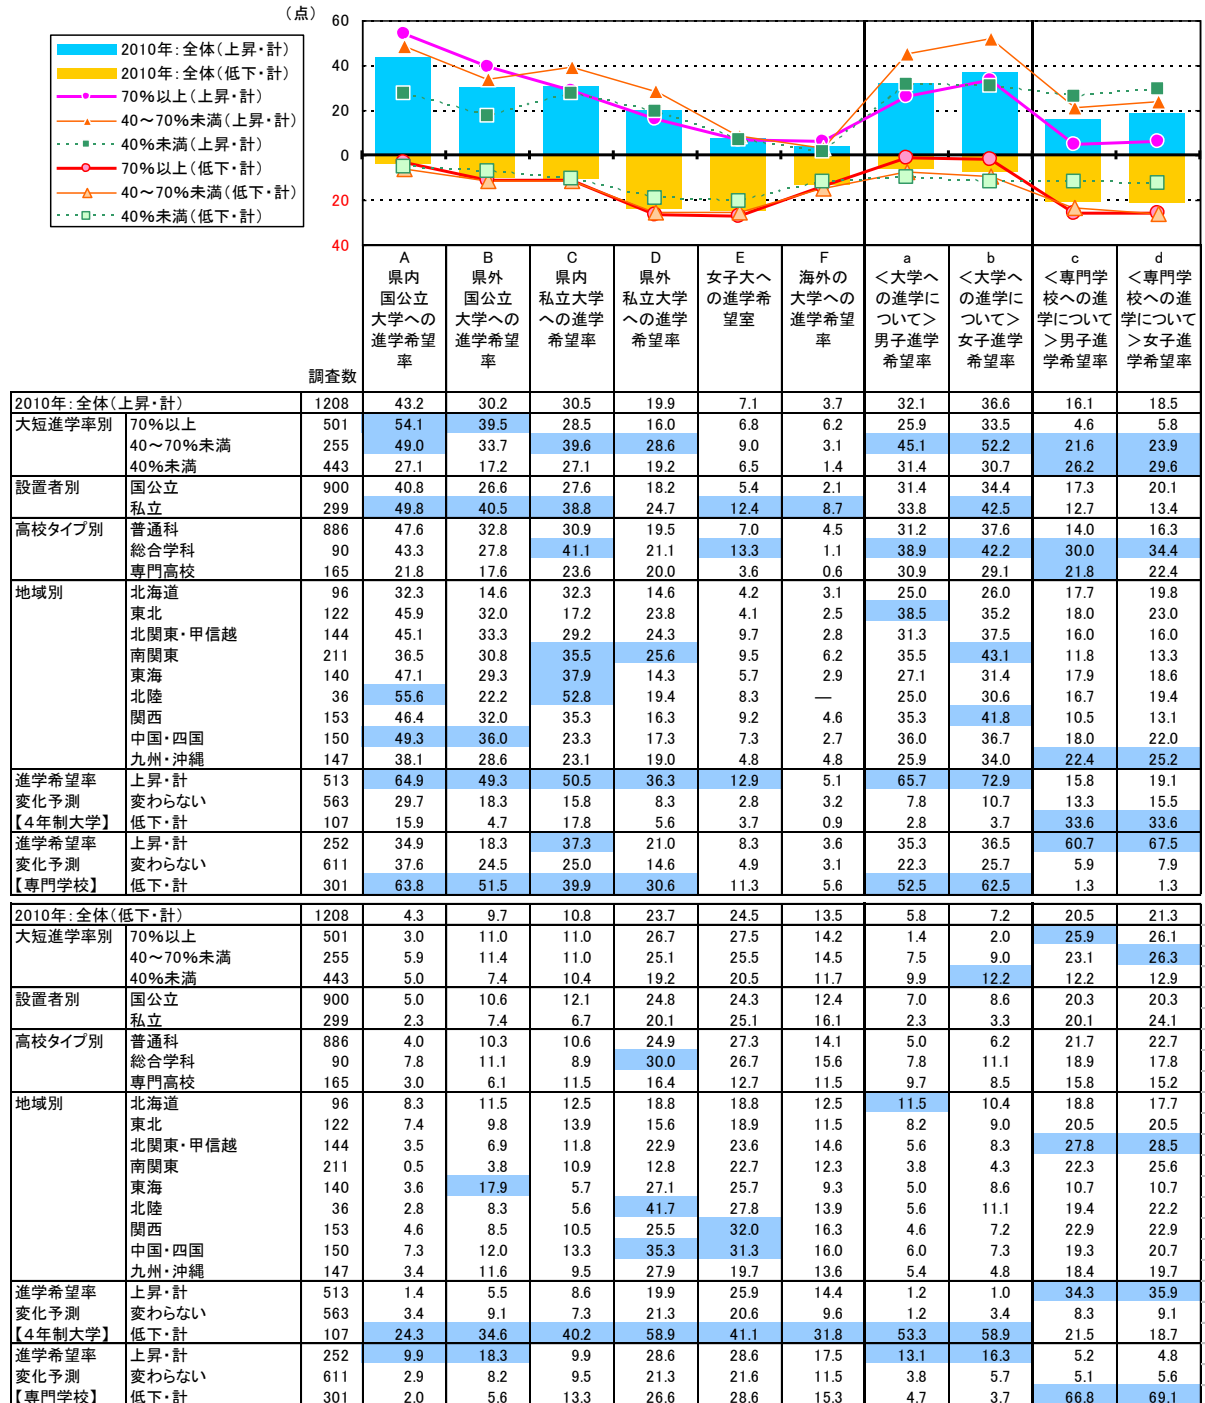 （点）
60
40
20
0
20
40
2010年：全体（上昇・計）
2010年：全体（低下・計）
70%以上（上昇・計）
40～70%未満（上昇・計）
40%未満（上昇・計）
70%以上（低下・計）
40～70%未満（低下・計）
40%未満（低下・計）
調査数
A 県内国公立大学への進学希望率
B 県外国公立大学への進学希望率
C 県内私立大学への進学希望率
D 県外私立大学への進学希望率
E 女子大への進学希望室
F 海外の大学への進学希望率
a ＜大学への進学について＞男子進学希望率
b ＜大学への進学について＞女子進学希望率
c ＜専門学校への進学について＞男子進学希望率
d ＜専門学校への進学について＞女子進学希望率
2010年：全体（上昇・計） 1208 43.2 30.2 30.5 19.9 7.1 3.7 32.1 36.6 16.1 18.5
大短進学率別 70%以上 501 54.1 39.5 28.5 16.0 6.8 6.2 25.9 33.5 4.6 5.8
40～70%未満 255 49.0 33.7 39.6 28.6 9.0 3.1 45.1 52.2 21.6 23.9
40%未満 443 27.1 17.2 27.1 19.2 6.5 1.4 31.4 30.7 26.2 29.6
設置者別 国公立 900 40.8 26.6 27.6 18.2 5.4 2.1 31.4 34.4 17.3 20.1
私立 299 49.8 40.5 38.8 24.7 12.4 8.7 33.8 42.5 12.7 13.4
高校タイプ別 普通科 886 47.6 32.8 30.9 19.5 7.0 4.5 31.2 37.6 14.0 16.3
総合学科 90 43.3 27.8 41.1 21.1 13.3 1.1 38.9 42.2 30.0 34.4
専門高校 165 21.8 17.6 23.6 20.0 3.6 0.6 30.9 29.1 21.8 22.4
地域別 北海道 96 32.3 14.6 32.3 14.6 4.2 3.1 25.0 26.0 17.7 19.8
東北 122 45.9 32.0 17.2 23.8 4.1 2.5 38.5 35.2 18.0 23.0
北関東・甲信越 144 45.1 33.3 29.2 24.3 9.7 2.8 31.3 37.5 16.0 16.0
南関東 211 36.5 30.8 35.5 25.6 9.5 6.2 35.5 43.1 11.8 13.3
東海 140 47.1 29.3 37.9 14.3 5.7 2.9 27.1 31.4 17.9 18.6
北陸 36 55.6 22.2 52.8 19.4 8.3 ― 25.0 30.6 16.7 19.4
関西 153 46.4 32.0 35.3 16.3 9.2 4.6 35.3 41.8 10.5 13.1
中国・四国 150 49.3 36.0 23.3 17.3 7.3 2.7 36.0 36.7 18.0 22.0
九州・沖縄 147 38.1 28.6 23.1 19.0 4.8 4.8 25.9 34.0 22.4 25.2
進学希望率 上昇・計 513 64.9 49.3 50.5 36.3 12.9 5.1 65.7 72.9 15.8 19.1
変化予測 変わらない 563 29.7 18.3 15.8 8.3 2.8 3.2 7.8 10.7 13.3 15.5
【4年制大学】 低下・計 107 15.9 4.7 17.8 5.6 3.7 0.9 2.8 3.7 33.6 33.6
進学希望率 上昇・計 252 34.9 18.3 37.3 21.0 8.3 3.6 35.3 36.5 60.7 67.5
変化予測 変わらない 611 37.6 24.5 25.0 14.6 4.9 3.1 22.3 25.7 5.9 7.9
【専門学校】 低下・計 301 63.8 51.5 39.9 30.6 11.3 5.6 52.5 62.5 1.3 1.3
2010年：全体（低下・計） 1208 4.3 9.7 10.8 23.7 24.5 13.5 5.8 7.2 20.5 21.3
大短進学率別 70%以上 501 3.0 11.0 11.0 26.7 27.5 14.2 1.4 2.0 25.9 26.1
40～70%未満 255 5.9 11.4 11.0 25.1 25.5 14.5 7.5 9.0 23.1 26.3
40%未満 443 5.0 7.4 10.4 19.2 20.5 11.7 9.9 12.2 12.2 12.9
設置者別 国公立 900 5.0 10.6 12.1 24.8 24.3 12.4 7.0 8.6 20.3 20.3
私立 299 2.3 7.4 6.7 20.1 25.1 16.1 2.3 3.3 20.1 24.1
高校タイプ別 普通科 886 4.0 10.3 10.6 24.9 27.3 14.1 5.0 6.2 21.7 22.7
総合学科 90 7.8 11.1 8.9 30.0 26.7 15.6 7.8 11.1 18.9 17.8
専門高校 165 3.0 6.1 11.5 16.4 12.7 11.5 9.7 8.5 15.8 15.2
地域別 北海道 96 8.3 11.5 12.5 18.8 18.8 12.5 11.5 10.4 18.8 17.7
東北 122 7.4 9.8 13.9 15.6 18.9 11.5 8.2 9.0 20.5 20.5
北関東・甲信越 144 3.5 6.9 11.8 22.9 23.6 14.6 5.6 8.3 27.8 28.5
南関東 211 0.5 3.8 10.9 12.8 22.7 12.3 3.8 4.3 22.3 25.6
東海 140 3.6 17.9 5.7 27.1 25.7 9.3 5.0 8.6 10.7 10.7
北陸 36 2.8 8.3 5.6 41.7 27.8 13.9 5.6 11.1 19.4 22.2
関西 153 4.6 8.5 10.5 25.5 32.0 16.3 4.6 7.2 22.9 22.9
中国・四国 150 7.3 12.0 13.3 35.3 31.3 16.0 6.0 7.3 19.3 20.7
九州・沖縄 147 3.4 11.6 9.5 27.9 19.7 13.6 5.4 4.8 18.4 19.7
進学希望率 上昇・計 513 1.4 5.5 8.6 19.9 25.9 14.4 1.2 1.0 34.3 35.9
変化予測 変わらない 563 3.4 9.1 7.3 21.3 20.6 9.6 1.2 3.4 8.3 9.1
【4年制大学】 低下・計 107 24.3 34.6 40.2 58.9 41.1 31.8 53.3 58.9 21.5 18.7
進学希望率 上昇・計 252 9.9 18.3 9.9 28.6 28.6 17.5 13.1 16.3 5.2 4.8
変化予測 変わらない 611 2.9 8.2 9.5 21.3 21.6 11.5 3.8 5.7 5.1 5.6
【専門学校】 低下・計 301 2.0 5.6 13.3 26.6 28.6 15.3 4.7 3.7 66.8 69.1